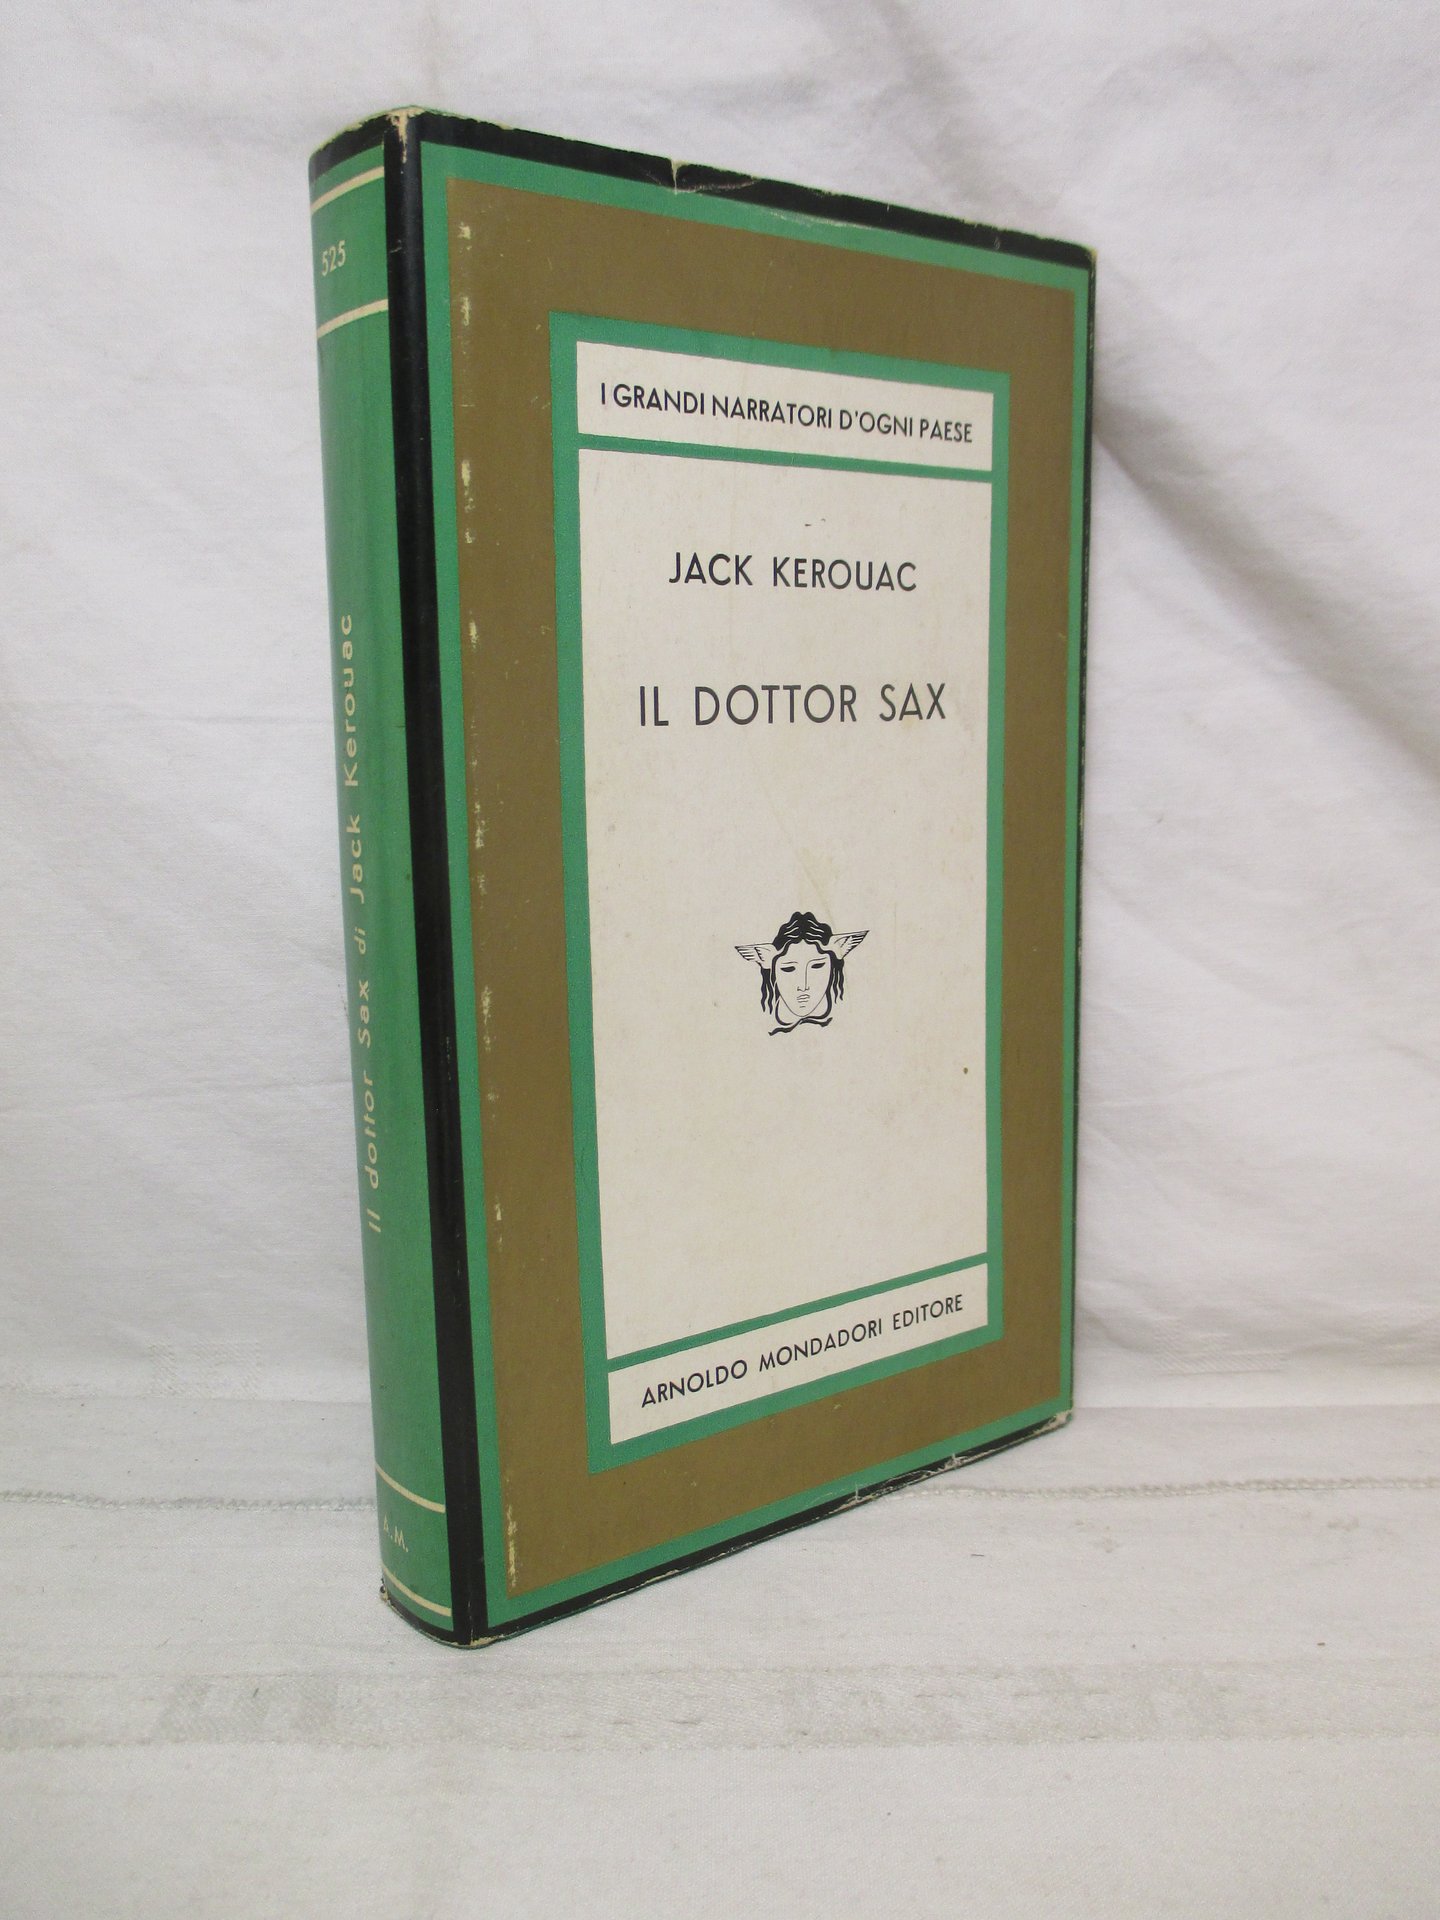 525
Il dottor Sax di Jack Kerouac
A.M.
I GRANDI NARRATORI D'OGNI PAESE
JACK KEROUAC
IL DOTTOR SAX
ARNOLDO MONDADORI EDITORE